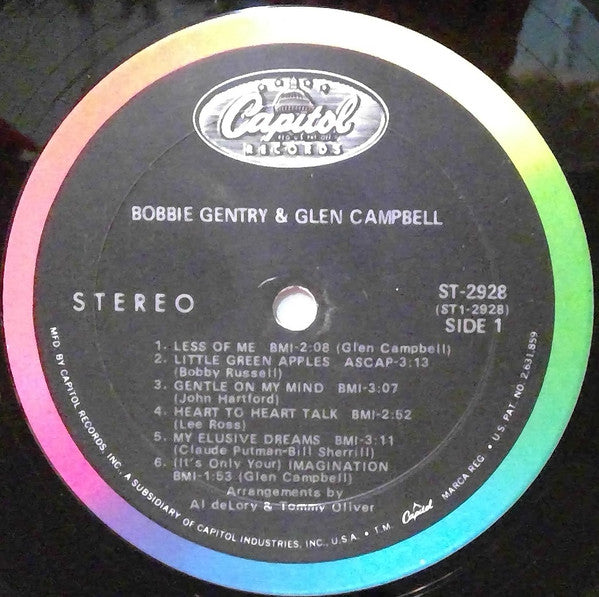 Capitol
RECORDS
BOBBIE GENTRY & GLEN CAMPBELL
STEREO
ST-2928
(ST1-2928)
SIDE 1
1. LESS OF ME BMI-2:08 (Glen Campbell)
2. LITTLE GREEN APPLES ASCAP-3:13
(Bobby Russell)
3. GENTLE ON MY MIND BMI-3:07
(John Hartford)
4. HEART TO HEART TALK BMI-2:52
(Lee Ross)
5. MY ELUSIVE DREAMS BMI-3:11
(Claude Putman-Bill Sherrill)
6. (It's Only Your) IMAGINATION
BMI-1:53 (Glen Campbell)
Arrangements by
Al deLory & Tommy Oliver
MFD. BY CAPITOL RECORDS, INC., A SUBSIDIARY OF CAPITOL INDUSTRIES, INC., U.S.A. • T.M. Capitol MARCA REG. • U.S. PAT. NO. 2,631,859